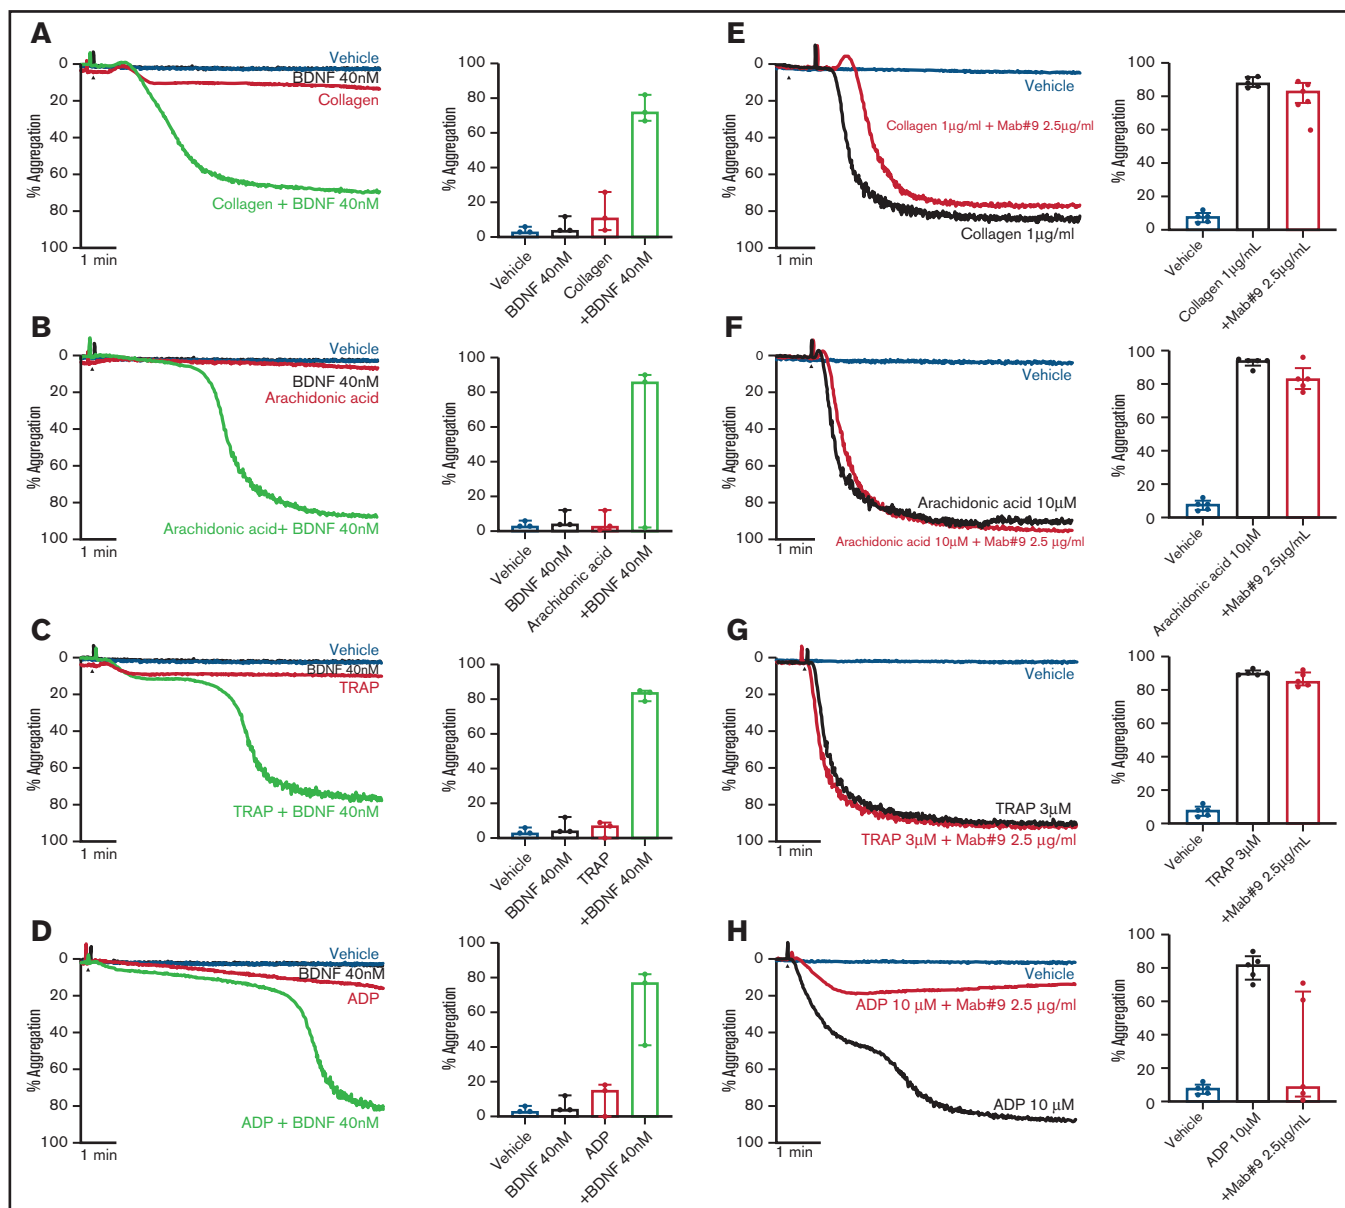 A
0
20
40
60
80
100
% Aggregation
1 min
Vehicle
BDNF 40nM
Collagen
Collagen + BDNF 40nM
100
80
60
40
20
0
% Aggregation
Vehicle
BDNF 40nM
Collagen
+BDNF 40nM
E
0
20
40
60
80
100
% Aggregation
1 min
Vehicle
Collagen 1µg/ml + Mab#9 2.5µg/ml
Collagen 1µg/ml
100
80
60
40
20
0
% Aggregation
Vehicle
Collagen 1µg/mL
+Mab#9 2.5µg/mL
B
0
20
40
60
80
100
% Aggregation
1 min
Vehicle
BDNF 40nM
Arachidonic acid
Arachidonic acid+ BDNF 40nM
100
80
60
40
20
0
% Aggregation
Vehicle
BDNF 40nM
Arachidonic acid
+BDNF 40nM
F
0
20
40
60
80
100
% Aggregation
1 min
Vehicle
Arachidonic acid 10µM
Arachidonic acid 10µM + Mab#9 2.5 µg/ml
100
80
60
40
20
0
% Aggregation
Vehicle
Arachidonic acid 10µM
+Mab#9 2.5µg/mL
C
0
20
40
60
80
100
% Aggregation
1 min
Vehicle
BDNF 40nM
TRAP
TRAP + BDNF 40nM
100
80
60
40
20
0
% Aggregation
Vehicle
BDNF 40nM
TRAP
+BDNF 40nM
G
0
20
40
60
80
100
% Aggregation
1 min
Vehicle
TRAP 3µM
TRAP 3µM + Mab#9 2.5 µg/ml
100
80
60
40
20
0
% Aggregation
Vehicle
TRAP 3µM
+Mab#9 2.5µg/mL
D
0
20
40
60
80
100
% Aggregation
1 min
Vehicle
BDNF 40nM
ADP
ADP + BDNF 40nM
100
80
60
40
20
0
% Aggregation
Vehicle
BDNF 40nM
ADP
+BDNF 40nM
H
0
20
40
60
80
100
% Aggregation
1 min
Vehicle
ADP 10 µM + Mab#9 2.5 µg/ml
ADP 10 µM
100
80
60
40
20
0
% Aggregation
Vehicle
ADP 10µM
+Mab#9 2.5µg/mL